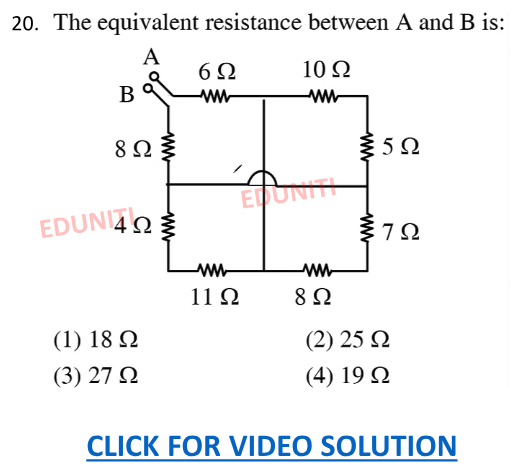 20. The equivalent resistance between A and B is:
A
6 Ω
10 Ω
B
8 Ω
5 Ω
EDUNITI
EDUNITI
4 Ω
7 Ω
11 Ω
8 Ω
(1) 18 Ω
(2) 25 Ω
(3) 27 Ω
(4) 19 Ω
CLICK FOR VIDEO SOLUTION